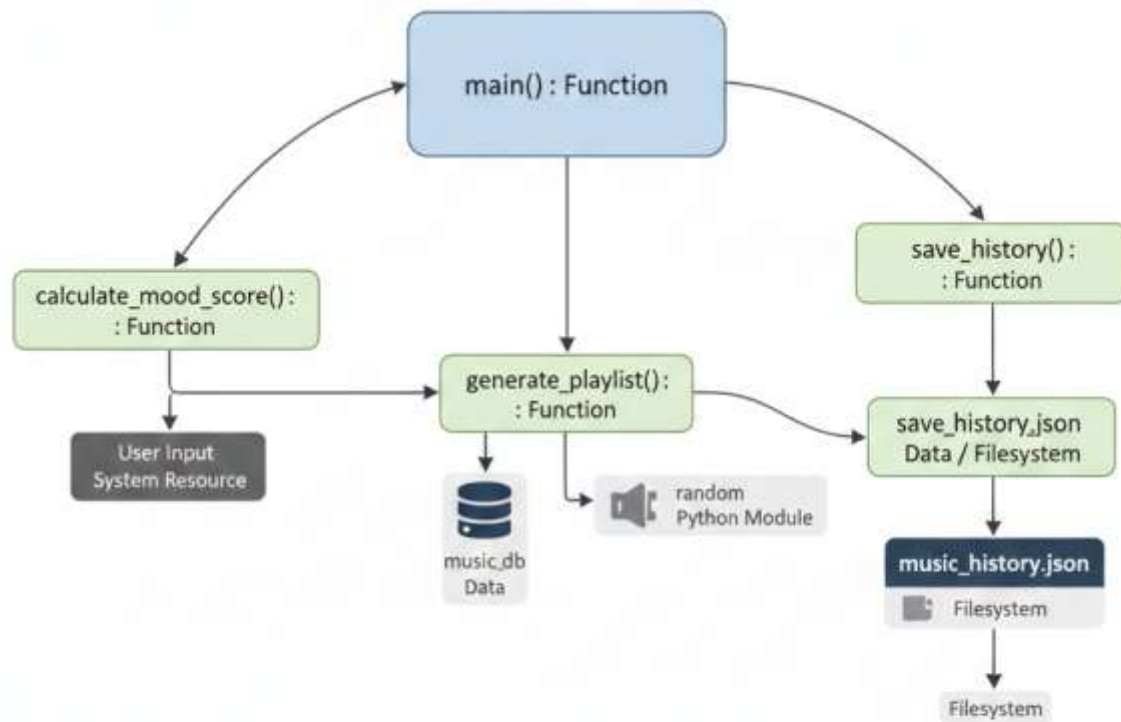 main() : Function
save_history() :
: Function
calculate_mood_score() :
: Function
generate_playlist() :
: Function
save_history.json
Data / Filesystem
User Input
System Resource
music_db
Data
random
Python Module
music_history.json
Filesystem
Filesystem